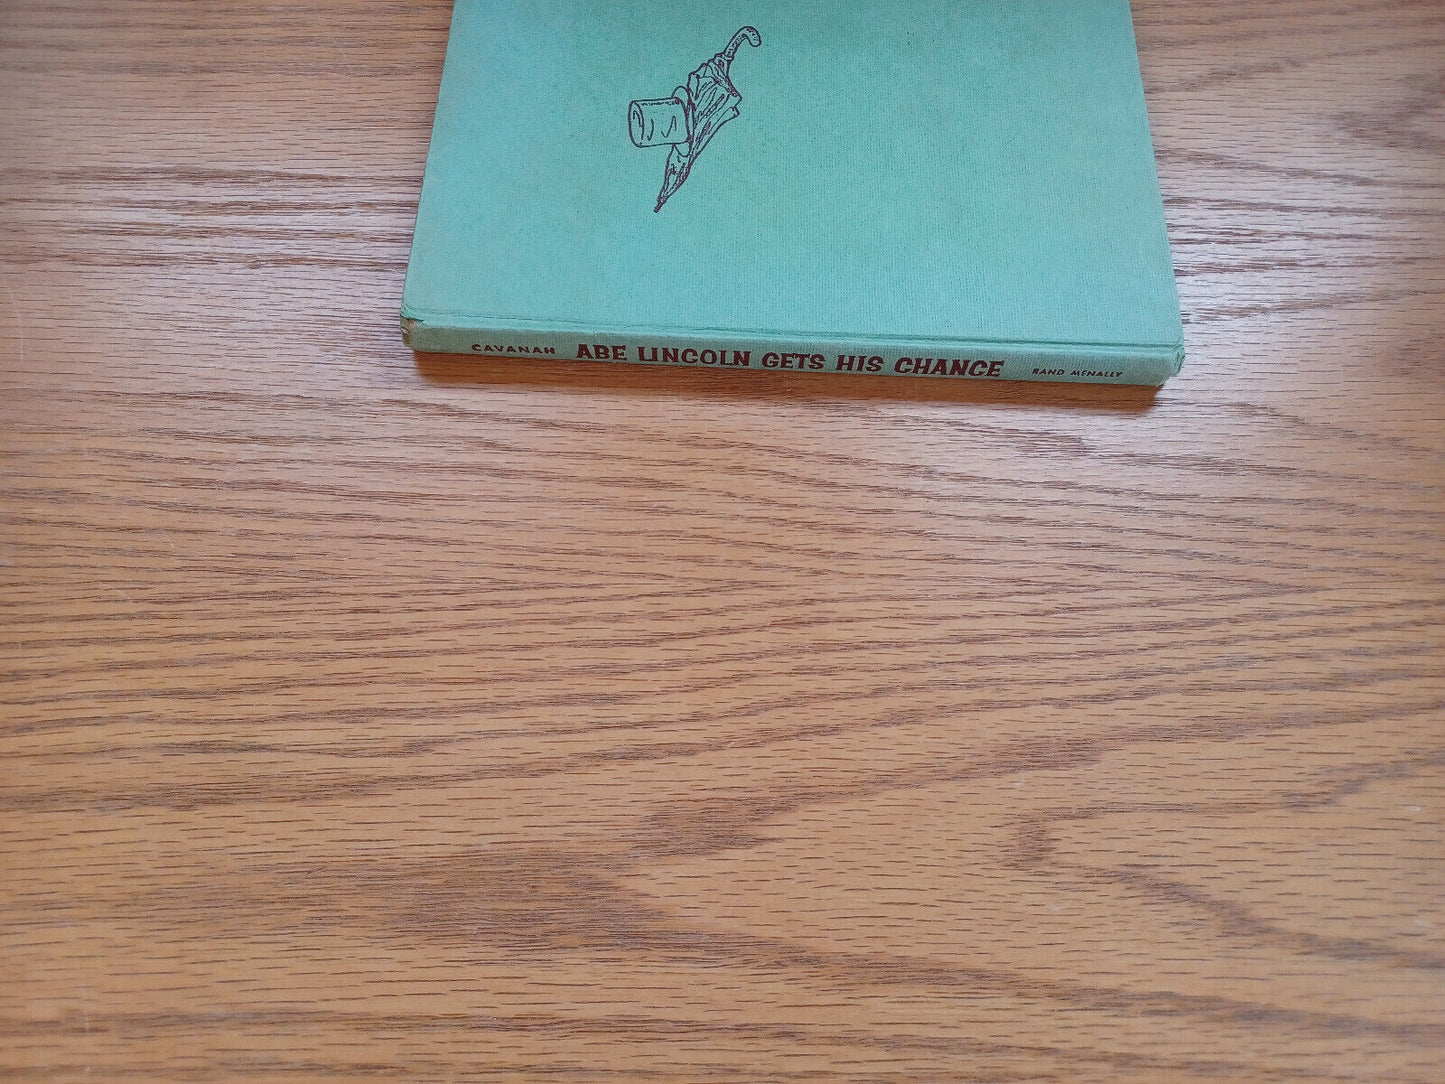 CAVANAH ABE LINCOLN GETS HIS CHANCE RAND MCNALLY